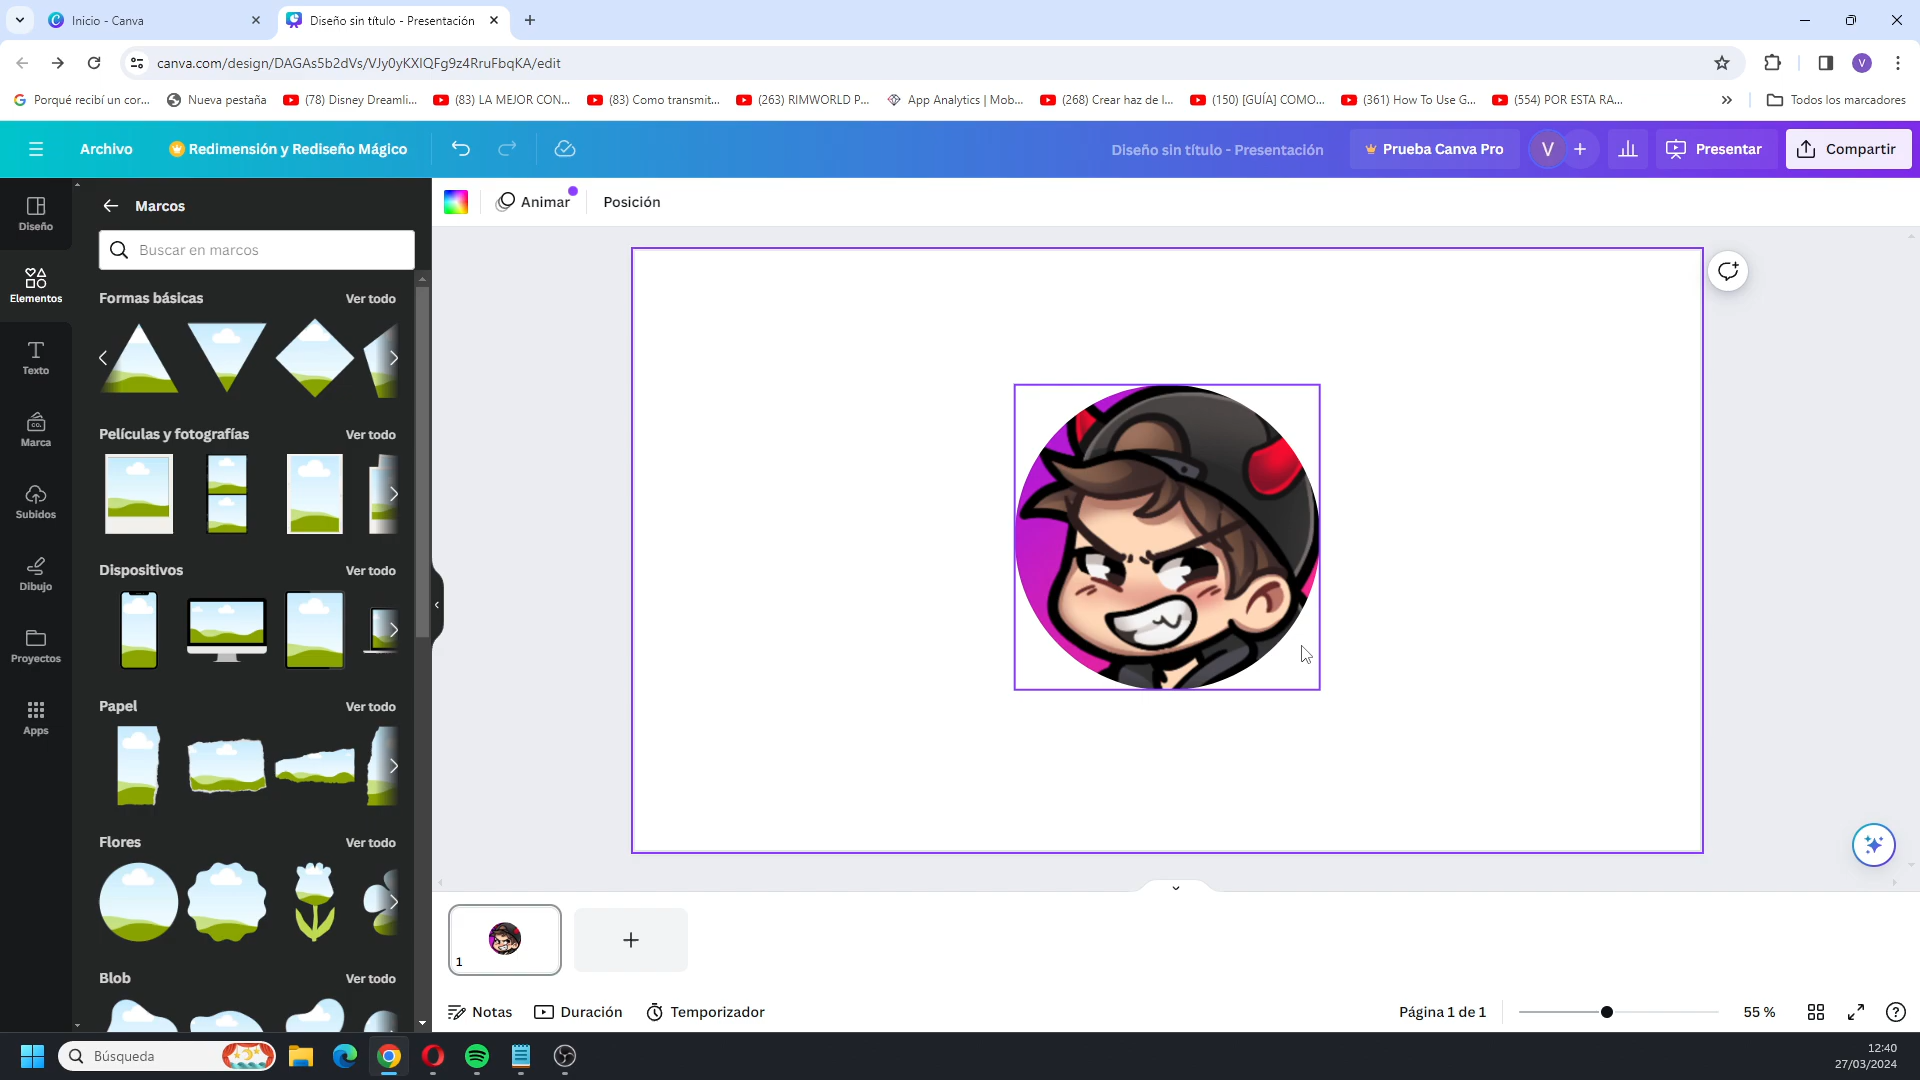 Inicio - Canva
Diseño sin título - Presentación
canva.com/design/DAGAs5b2dVs/VJy0yKXIQFg9z4RruFbqKA/edit
V
Porqué recibí un cor...
Nueva pestaña
(78) Disney Dreamli...
(83) LA MEJOR CON...
(83) Como transmit...
(263) RIMWORLD P...
App Analytics | Mob...
(268) Crear haz de l...
(150) [GUÍA] COMO...
(361) How To Use G...
(554) POR ESTA RA...
Todos los marcadores
Archivo
Redimensión y Rediseño Mágico
Diseño sin título - Presentación
Prueba Canva Pro
V
Presentar
Compartir
Diseño
Elementos
Texto
CO.
Marca
Subidos
Dibujo
Proyectos
Apps
Marcos
Buscar en marcos
Formas básicas
Ver todo
Películas y fotografías
Ver todo
Dispositivos
Ver todo
Papel
Ver todo
Flores
Ver todo
Blob
Ver todo
Animar
Posición
1
Notas
Duración
Temporizador
Página 1 de 1
55 %
Búsqueda
12:40
27/03/2024